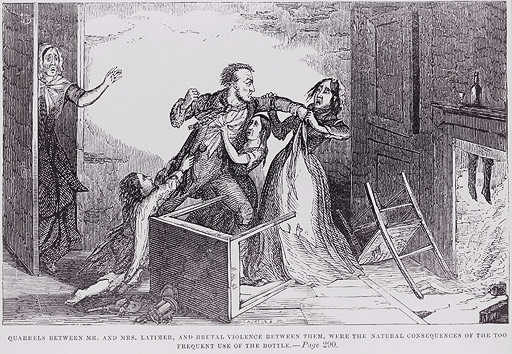 QUARRELS BETWEEN MR. AND MRS. LATIMER, AND BRUTAL VIOLENCE BETWEEN THEM, WERE THE NATURAL CONSEQUENCES OF THE TOO
FREQUENT USE OF THE BOTTLE.—Page 290.